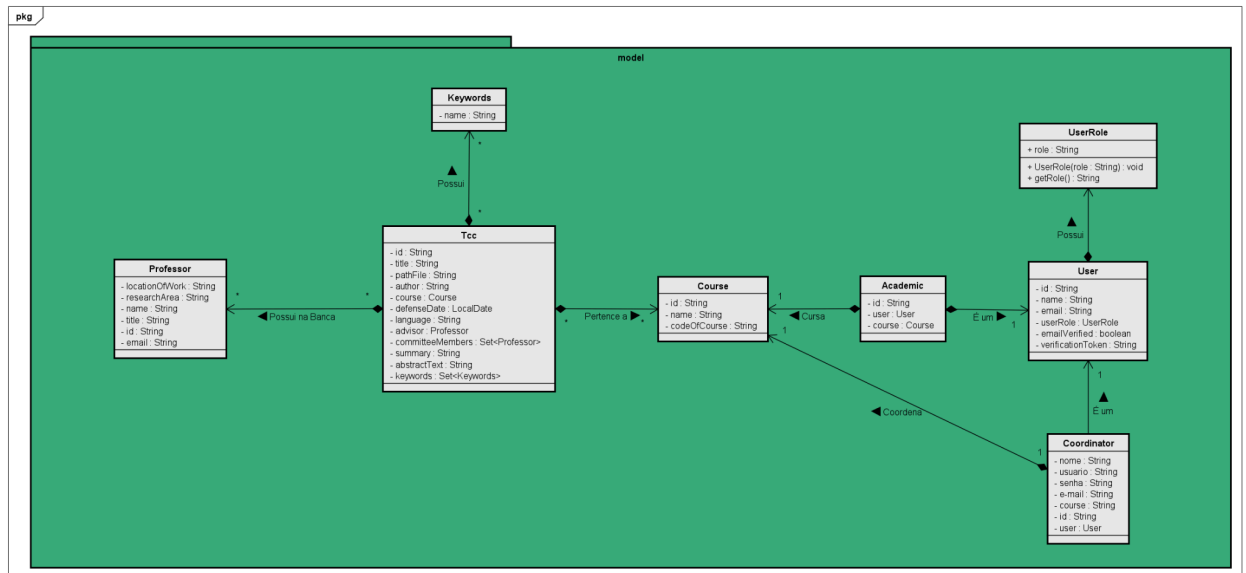 pkg
model
Keywords
- name : String
*
Possui
*
UserRole
+ role : String
+ UserRole(role : String) : void
+ getRole() : String
Possui
Professor
- locationOfWork : String
- researchArea : String
- name : String
- title : String
- id : String
- email : String
*
Possui na Banca
*
Tcc
- id : String
- title : String
- pathFile : String
- author : String
- course : Course
- defenseDate : LocalDate
- language : String
- advisor : Professor
- committeeMembers : Set<Professor>
- summary : String
- abstractText : String
- keywords : Set<Keywords>
*
Pertence a
*
Course
- id : String
- name : String
- codeOfCourse : String
1
Cursa
1
Academic
- id : String
- user : User
- course : Course
É um
1
User
- id : String
- name : String
- email : String
- userRole : UserRole
- emailVerified : boolean
- verificationToken : String
1
É um
Coordena
1
Coordinator
- nome : String
- usuario : String
- senha : String
- e-mail : String
- course : String
- id : String
- user : User